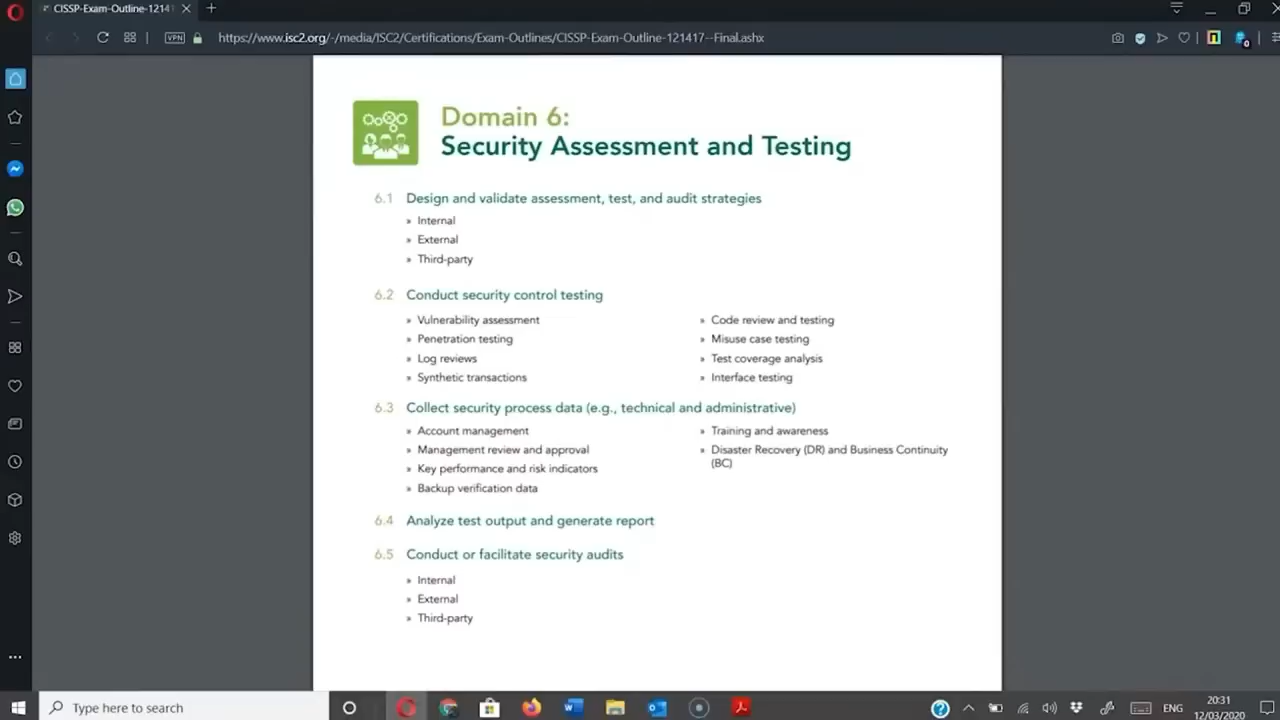 CISSP-Exam-Outline-12141
VPN
https://www.isc2.org/-/media/ISC2/Certifications/Exam-Outlines/CISSP-Exam-Outline-121417--Final.ashx
Domain 6:
Security Assessment and Testing
6.1 Design and validate assessment, test, and audit strategies
» Internal
» External
» Third-party
6.2 Conduct security control testing
» Vulnerability assessment
» Penetration testing
» Log reviews
» Synthetic transactions
» Code review and testing
» Misuse case testing
» Test coverage analysis
» Interface testing
6.3 Collect security process data (e.g., technical and administrative)
» Account management
» Management review and approval
» Key performance and risk indicators
» Backup verification data
» Training and awareness
» Disaster Recovery (DR) and Business Continuity
(BC)
6.4 Analyze test output and generate report
6.5 Conduct or facilitate security audits
» Internal
» External
» Third-party
Type here to search
ENG
20:31
12/03/2020